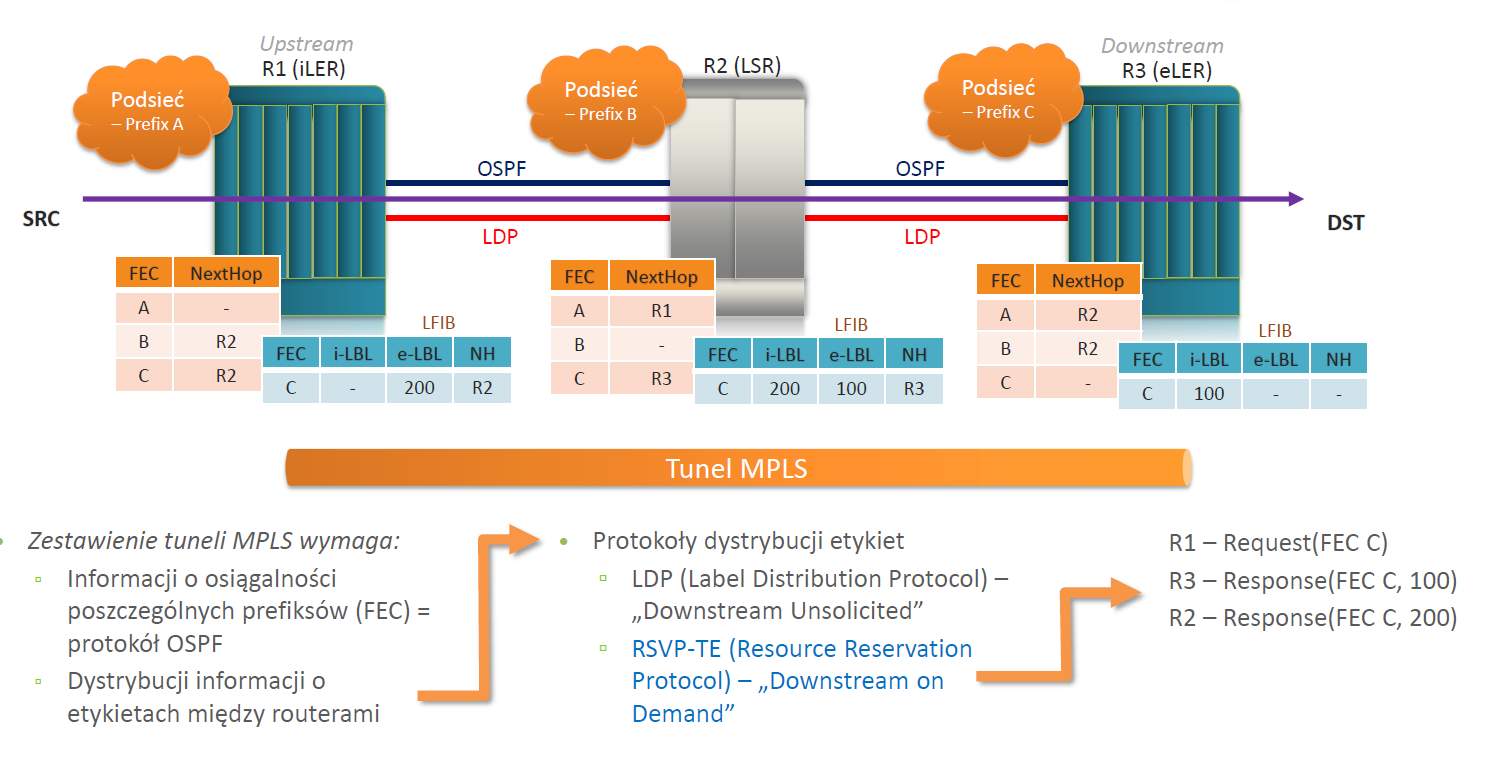 Upstream
R1 (iLER)
Podsieć
– Prefix A
R2 (LSR)
Podsieć
– Prefix B
Downstream
R3 (eLER)
Podsieć
– Prefix C
OSPF
OSPF
SRC
DST
LDP
LDP
FEC NextHop
A -
B R2
C R2
LFIB
FEC i-LBL e-LBL NH
C - 200 R2
FEC NextHop
A R1
B -
C R3
LFIB
FEC i-LBL e-LBL NH
C 200 100 R3
FEC NextHop
A R2
B R2
C -
LFIB
FEC i-LBL e-LBL NH
C 100 - -
Tunel MPLS
Zestawienie tuneli MPLS wymaga:
Informacji o osiągalności
poszczególnych prefiksów (FEC) =
protokół OSPF
Dystrybucji informacji o
etykietach między routerami
Protokoły dystrybucji etykiet
LDP (Label Distribution Protocol) –
„Downstream Unsolicited”
RSVP-TE (Resource Reservation
Protocol) – „Downstream on
Demand”
R1 – Request(FEC C)
R3 – Response(FEC C, 100)
R2 – Response(FEC C, 200)